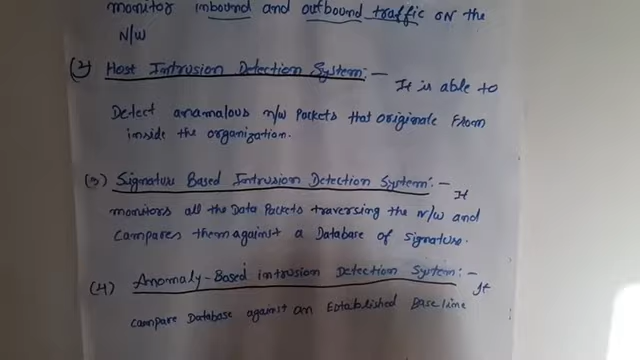 monitor inbound and outbound traffic on the
N/W
(2) Host Intrusion Detection System:- It is able to
Detect anamalous n/w Packets that originate From
inside the organization.
(3) Signature Based Intrusion Detection System:- It
monitors all the Data Packets traversing the N/W and
Compares them against a Database of Signature.
(4) Anomaly-Based intrusion Detection System:- It
Compare Database against an Established Baseline